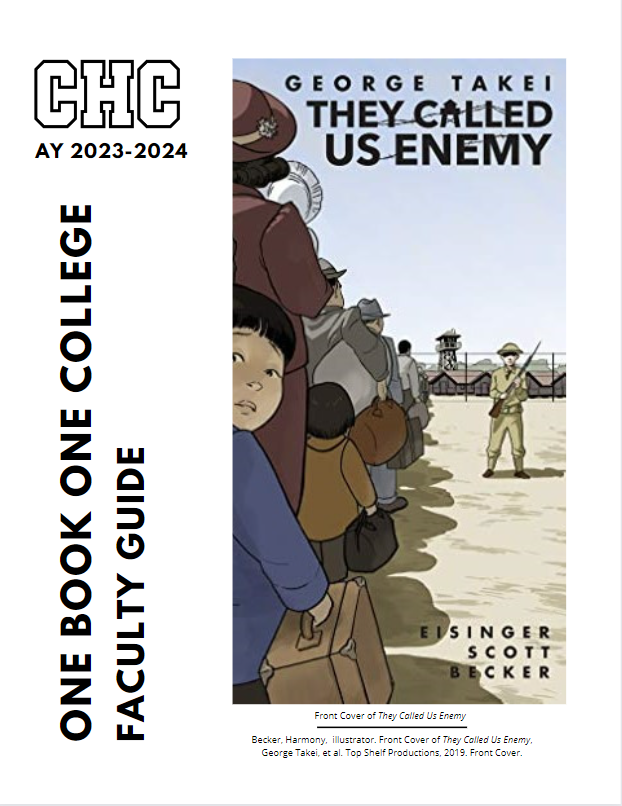 CHC
AY 2023-2024
ONE BOOK ONE COLLEGE
FACULTY GUIDE
GEORGE TAKEI
THEY CALLED
US ENEMY
EISINGER
SCOTT
BECKER
Front Cover of They Called Us Enemy
Becker, Harmony, illustrator. Front Cover of They Called Us Enemy.
George Takei, et al. Top Shelf Productions, 2019. Front Cover.